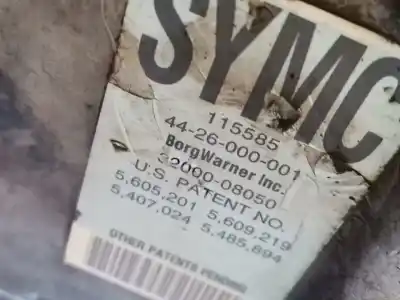 SYMC
115585
44-26-000-001
BorgWarner Inc.
32000-08050
U.S. PATENT NO.
5,605,201 5,609,219
5,407,024 5,485,894
OTHER PATENTS PENDING